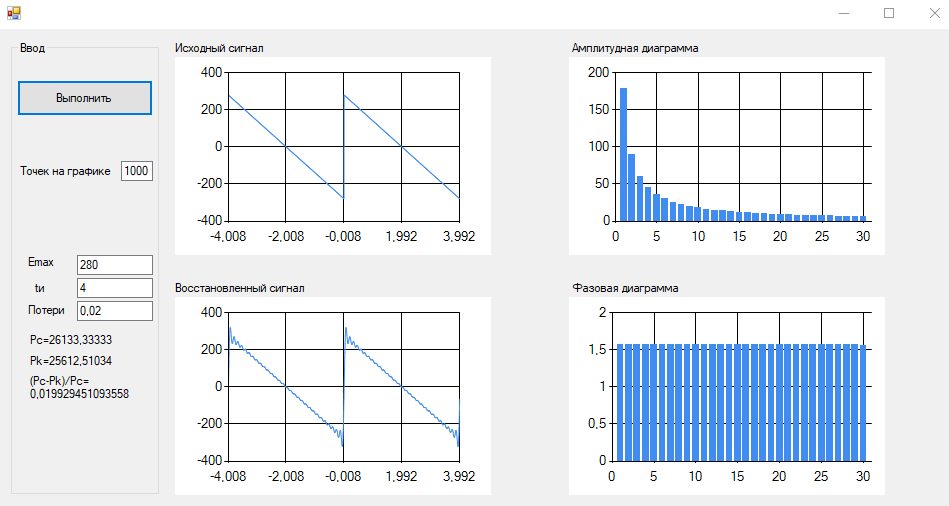 Ввод
Выполнить
Точек на графике 1000
Emax 280
tи 4
Потери 0,02
Pc=26133,33333
Pk=25612,51034
(Pc-Pk)/Pc=
0,019929451093558
Исходный сигнал
400
200
0
-200
-400
-4,008 -2,008 -0,008 1,992 3,992
Амплитудная диаграмма
200
150
100
50
0
0 5 10 15 20 25 30
Восстановленный сигнал
400
200
0
-200
-400
-4,008 -2,008 -0,008 1,992 3,992
Фазовая диаграмма
2
1,5
1
0,5
0
0 5 10 15 20 25 30